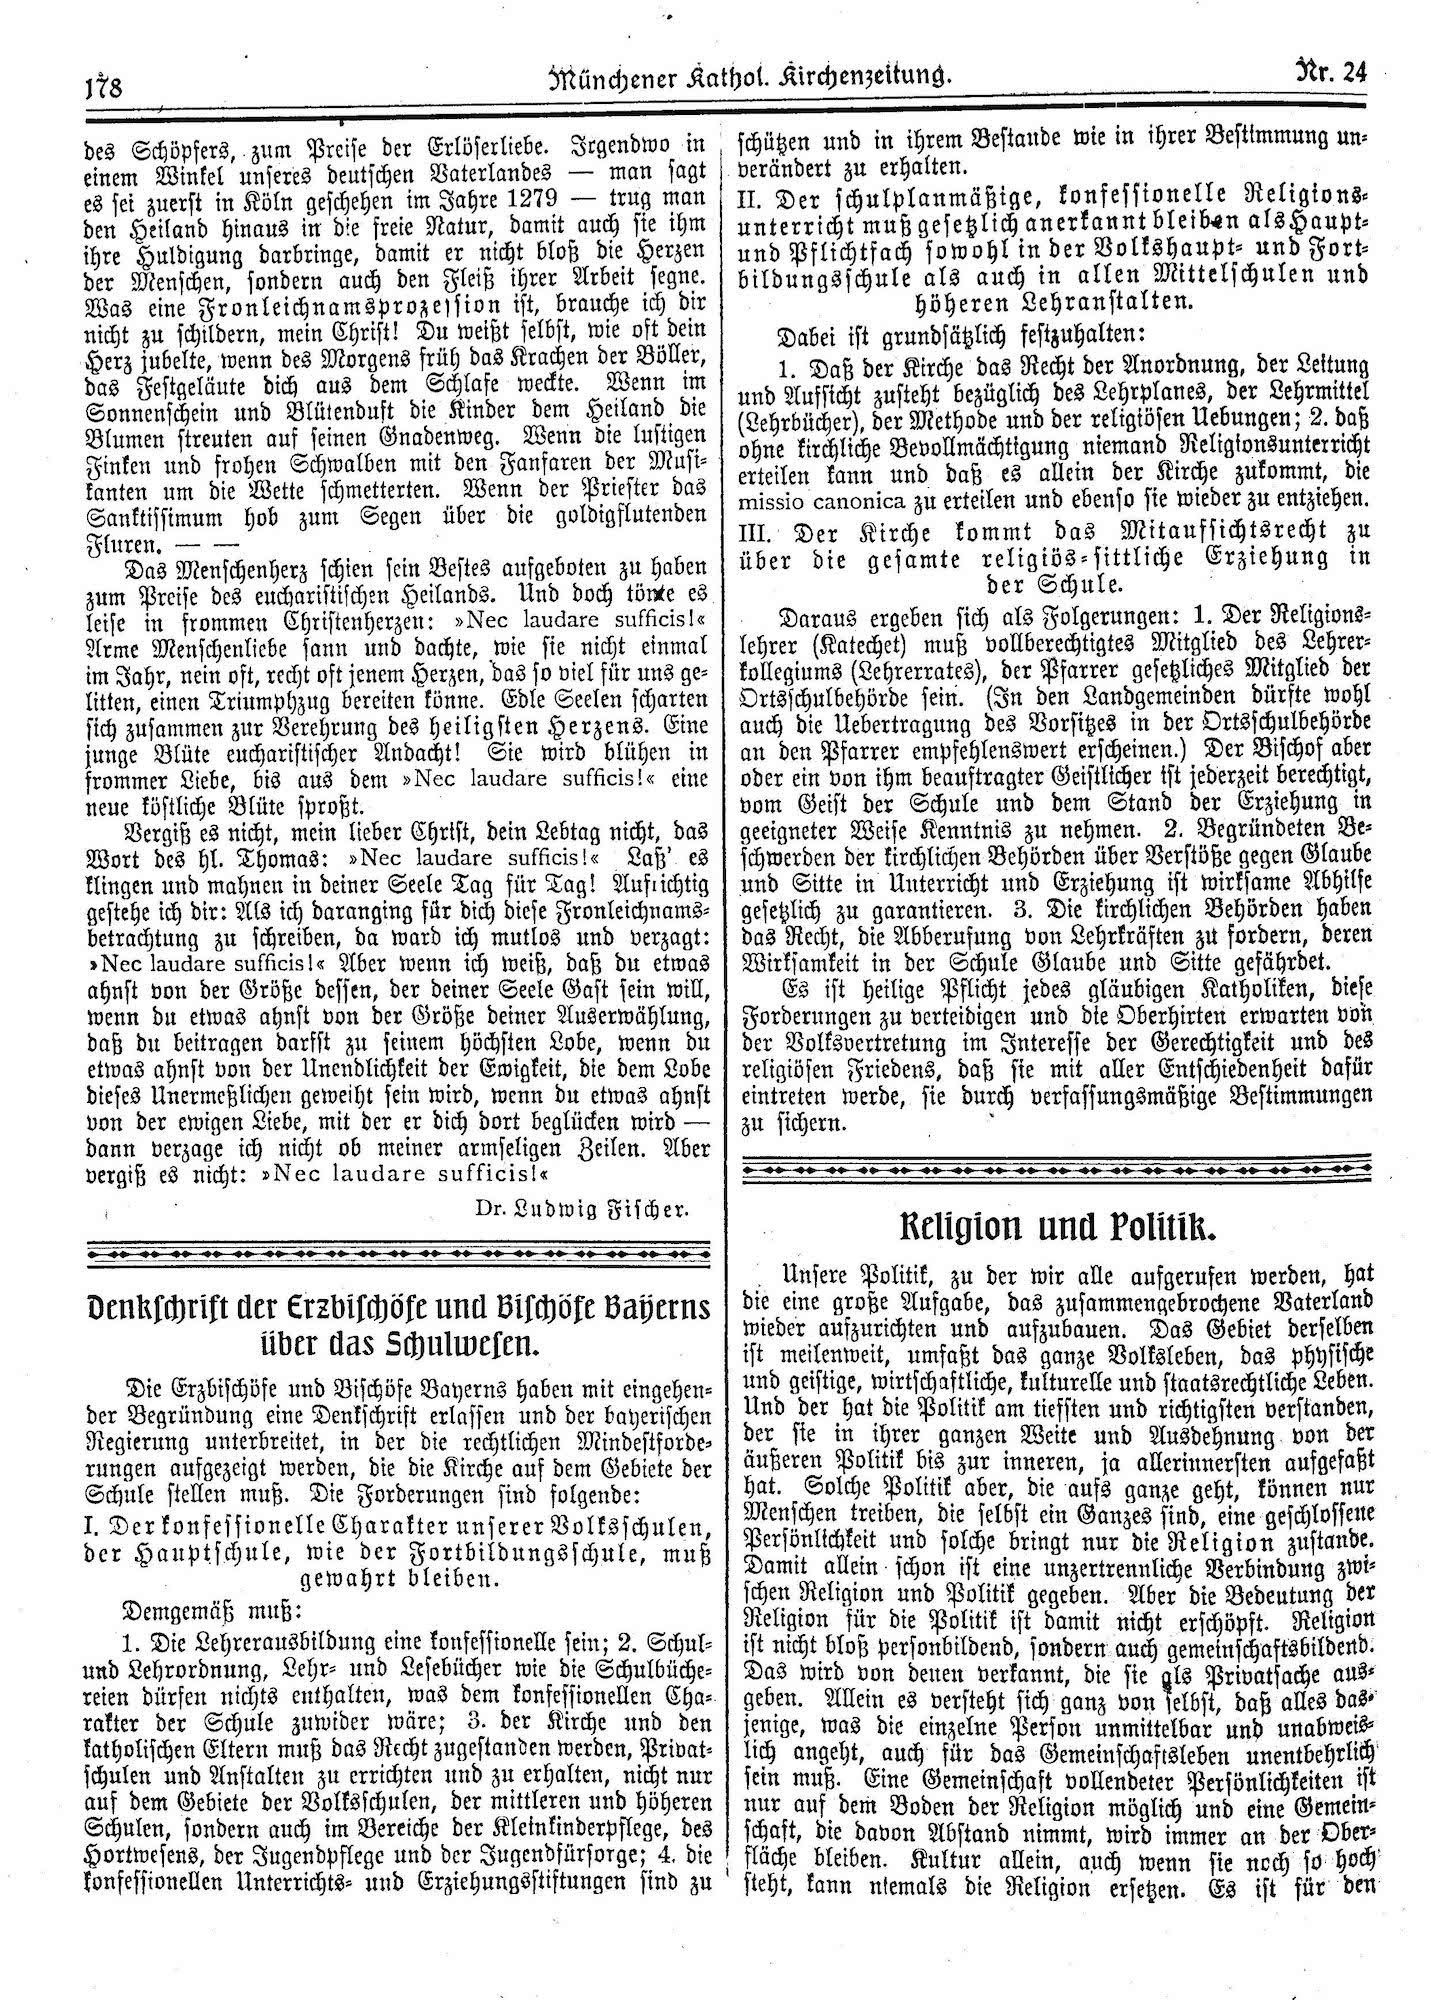 178
Münchener Kathol. Kirchenzeitung.
Nr. 24
des Schöpfers, zum Preise der Erlöserliebe. Irgendwo in
einem Winkel unseres deutschen Vaterlandes — man sagt
es sei zuerst in Köln geschehen im Jahre 1279 — trug man
den Heiland hinaus in die freie Natur, damit auch sie ihm
ihre Huldigung darbringe, damit er nicht bloß die Herzen
der Menschen, sondern auch den Fleiß ihrer Arbeit segne.
Was eine Fronleichnamsprozession ist, brauche ich dir
nicht zu schildern, mein Christ! Du weißt selbst, wie oft dein
Herz jubelte, wenn des Morgens früh das Krachen der Böller,
das Festgeläute dich aus dem Schlafe weckte. Wenn im
Sonnenschein und Blütenduft die Kinder dem Heiland die
Blumen streuten auf seinen Gnadenweg. Wenn die lustigen
Finken und frohen Schwalben mit den Fanfaren der Musi-
kanten um die Wette schmetterten. Wenn der Priester das
Sanktissimum hob zum Segen über die goldigflutenden
Fluren. — —
Das Menschenherz schien sein Bestes aufgeboten zu haben
zum Preise des eucharistischen Heilands. Und doch tönte es
leise in frommen Christenherzen: »Nec laudare sufficis!«
Arme Menschenliebe sann und dachte, wie sie nicht einmal
im Jahr, nein oft, recht oft jenem Herzen, das so viel für uns ge-
litten, einen Triumphzug bereiten könne. Edle Seelen scharten
sich zusammen zur Verehrung des heiligsten Herzens. Eine
junge Blüte eucharistischer Andacht! Sie wird blühen in
frommer Liebe, bis aus dem »Nec laudare sufficis!« eine
neue köstliche Blüte sproßt.
Vergiß es nicht, mein lieber Christ, dein Lebtag nicht, das
Wort des hl. Thomas: »Nec laudare sufficis!« Laß' es
klingen und mahnen in deiner Seele Tag für Tag! Aufrichtig
gestehe ich dir: Als ich daranging für dich diese Fronleichnams-
betrachtung zu schreiben, da ward ich mutlos und verzagt:
»Nec laudare sufficis!« Aber wenn ich weiß, daß du etwas
ahnst von der Größe dessen, der deiner Seele Gast sein will,
wenn du etwas ahnst von der Größe deiner Auserwählung,
daß du beitragen darfst zu seinem höchsten Lobe, wenn du
etwas ahnst von der Unendlichkeit der Ewigkeit, die dem Lobe
dieses Unermeßlichen geweiht sein wird, wenn du etwas ahnst
von der ewigen Liebe, mit der er dich dort beglücken wird —
dann verzage ich nicht ob meiner armseligen Zeilen. Aber
vergiß es nicht: »Nec laudare sufficis!«
Dr. Ludwig Fischer.
Denkschrift der Erzbischöfe und Bischöfe Bayerns
über das Schulwesen.
Die Erzbischöfe und Bischöfe Bayerns haben mit eingehen-
der Begründung eine Denkschrift erlassen und der bayerischen
Regierung unterbreitet, in der die rechtlichen Mindestforde-
rungen aufgezeigt werden, die die Kirche auf dem Gebiete der
Schule stellen muß. Die Forderungen sind folgende:
I. Der konfessionelle Charakter unserer Volksschulen,
der Hauptschule, wie der Fortbildungsschule, muß
gewahrt bleiben.
Demgemäß muß:
1. Die Lehrerausbildung eine konfessionelle sein; 2. Schul-
und Lehrordnung, Lehr- und Lesebücher wie die Schulbüche-
reien dürfen nichts enthalten, was dem konfessionellen Cha-
rakter der Schule zuwider wäre; 3. der Kirche und den
katholischen Eltern muß das Recht zugestanden werden, Privat-
schulen und Anstalten zu errichten und zu erhalten, nicht nur
auf dem Gebiete der Volksschulen, der mittleren und höheren
Schulen, sondern auch im Bereiche der Kleinkinderpflege, des
Hortwesens, der Jugendpflege und der Jugendfürsorge; 4. die
konfessionellen Unterrichts- und Erziehungsstiftungen sind zu
schützen und in ihrem Bestande wie in ihrer Bestimmung un-
verändert zu erhalten.
II. Der schulplanmäßige, konfessionelle Religions-
unterricht muß gesetzlich anerkannt bleiben als Haupt-
und Pflichtfach sowohl in der Volkshaupt- und Fort-
bildungsschule als auch in allen Mittelschulen und
höheren Lehranstalten.
Dabei ist grundsätzlich festzuhalten:
1. Daß der Kirche das Recht der Anordnung, der Leitung
und Aufsicht zusteht bezüglich des Lehrplanes, der Lehrmittel
(Lehrbücher), der Methode und der religiösen Uebungen; 2. daß
ohne kirchliche Bevollmächtigung niemand Religionsunterricht
erteilen kann und daß es allein der Kirche zukommt, die
missio canonica zu erteilen und ebenso sie wieder zu entziehen.
III. Der Kirche kommt das Mitaufsichtsrecht zu
über die gesamte religiös-sittliche Erziehung in
der Schule.
Daraus ergeben sich als Folgerungen: 1. Der Religions-
lehrer (Katechet) muß vollberechtigtes Mitglied des Lehrer-
kollegiums (Lehrerrates), der Pfarrer gesetzliches Mitglied der
Ortsschulbehörde sein. (In den Landgemeinden dürfte wohl
auch die Uebertragung des Vorsitzes in der Ortsschulbehörde
an den Pfarrer empfehlenswert erscheinen.) Der Bischof aber
oder ein von ihm beauftragter Geistlicher ist jederzeit berechtigt,
vom Geist der Schule und dem Stand der Erziehung in
geeigneter Weise Kenntnis zu nehmen. 2. Begründeten Be-
schwerden der kirchlichen Behörden über Verstöße gegen Glaube
und Sitte in Unterricht und Erziehung ist wirksame Abhilfe
gesetzlich zu garantieren. 3. Die kirchlichen Behörden haben
das Recht, die Abberufung von Lehrkräften zu fordern, deren
Wirksamkeit in der Schule Glaube und Sitte gefährdet.
Es ist heilige Pflicht jedes gläubigen Katholiken, diese
Forderungen zu verteidigen und die Oberhirten erwarten von
der Volksvertretung im Interesse der Gerechtigkeit und des
religiösen Friedens, daß sie mit aller Entschiedenheit dafür
eintreten werde, sie durch verfassungsmäßige Bestimmungen
zu sichern.
Religion und Politik.
Unsere Politik, zu der wir alle aufgerufen werden, hat
die eine große Aufgabe, das zusammengebrochene Vaterland
wieder aufzurichten und aufzubauen. Das Gebiet derselben
ist meilenweit, umfaßt das ganze Volksleben, das physische
und geistige, wirtschaftliche, kulturelle und staatsrechtliche Leben.
Und der hat die Politik am tiefsten und richtigsten verstanden,
der sie in ihrer ganzen Weite und Ausdehnung von der
äußeren Politik bis zur inneren, ja allerinnersten aufgefaßt
hat. Solche Politik aber, die aufs ganze geht, können nur
Menschen treiben, die selbst ein Ganzes sind, eine geschlossene
Persönlichkeit und solche bringt nur die Religion zustande.
Damit allein schon ist eine unzertrennliche Verbindung zwi-
schen Religion und Politik gegeben. Aber die Bedeutung der
Religion für die Politik ist damit nicht erschöpft. Religion
ist nicht bloß personbildend, sondern auch gemeinschaftsbildend.
Das wird von denen verkannt, die sie als Privatsache aus-
geben. Allein es versteht sich ganz von selbst, daß alles das-
jenige, was die einzelne Person unmittelbar und unabweis-
lich angeht, auch für das Gemeinschaftsleben unentbehrlich
sein muß. Eine Gemeinschaft vollendeter Persönlichkeiten ist
nur auf dem Boden der Religion möglich und eine Gemein-
schaft, die davon Abstand nimmt, wird immer an der Ober-
fläche bleiben. Kultur allein, auch wenn sie noch so hoch
steht, kann niemals die Religion ersetzen. Es ist für den